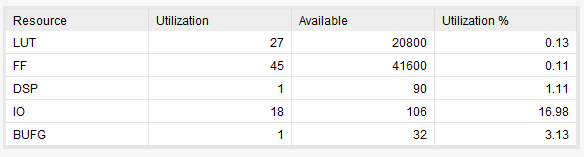 Resource Utilization Available Utilization %
LUT 27 20800 0.13
FF 45 41600 0.11
DSP 1 90 1.11
IO 18 106 16.98
BUFG 1 32 3.13